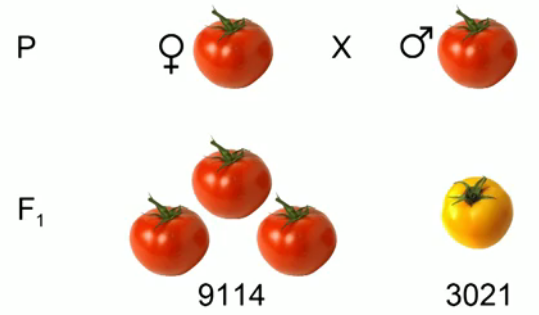 P ♀ X ♂
F₁
9114 3021